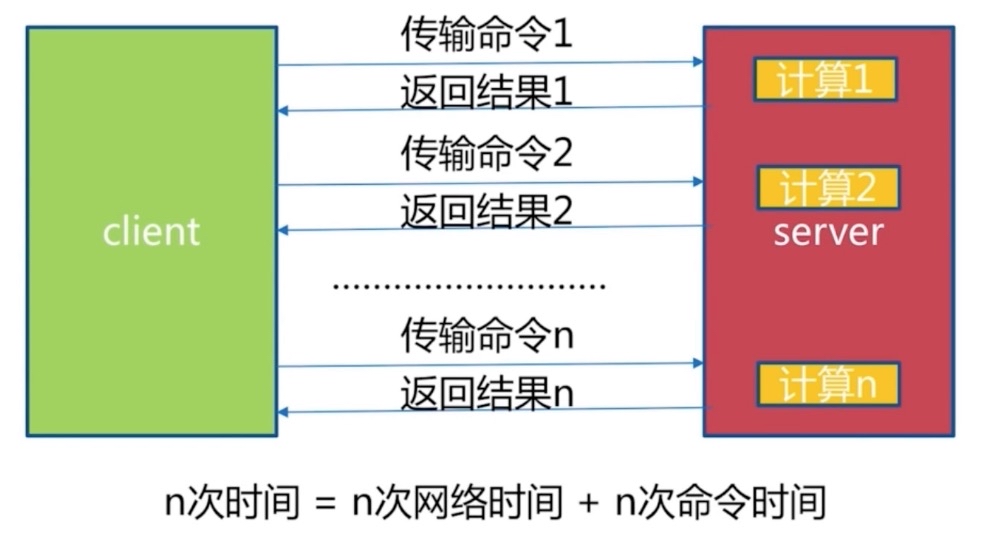 传输命令1
计算1
返回结果1
传输命令2
计算2
返回结果2
client
server
...........................
传输命令n
计算n
返回结果n
n次时间 = n次网络时间 + n次命令时间